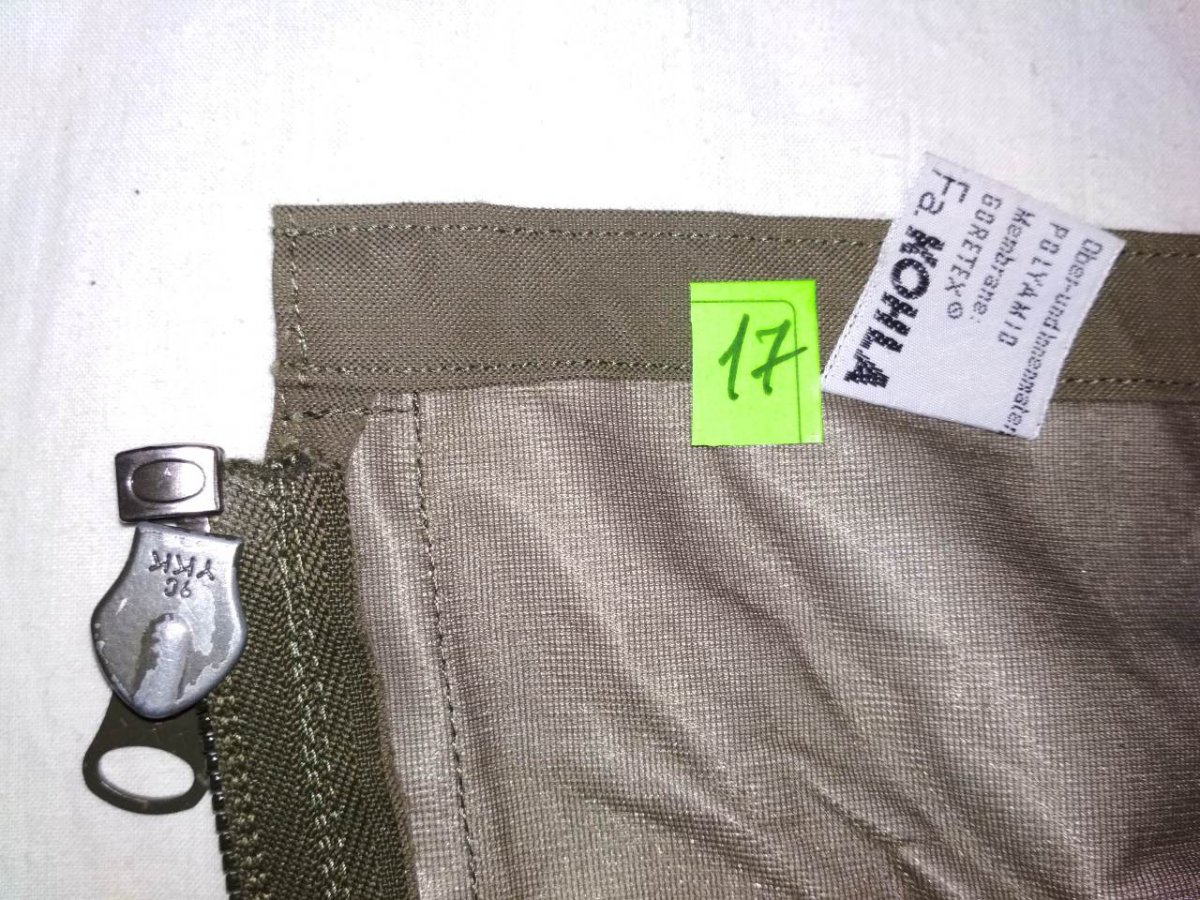 Ober-und Innenmater
POLYAMID
Membrane:
GORETEX®
Fa. KOHLA
17
YKK